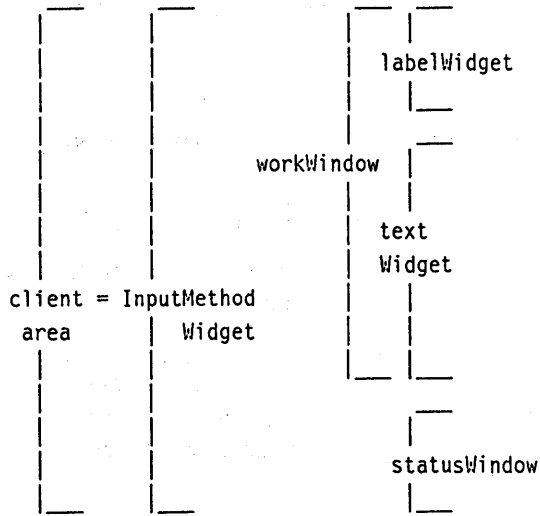 labelWidget
workWindow
text
Widget
client = InputMethod
area Widget
statusWindow